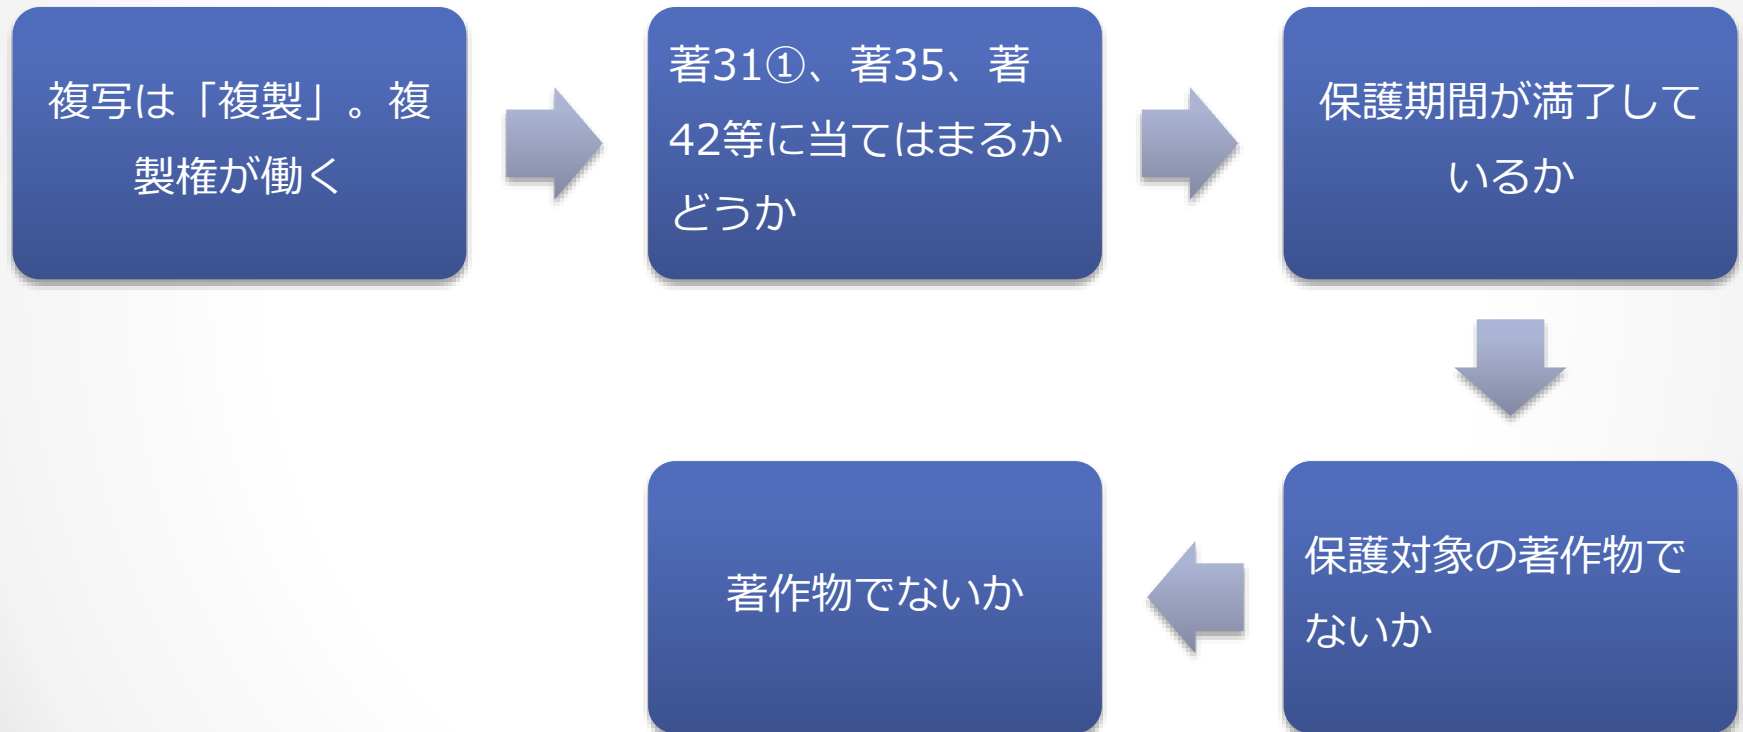 複写は「複製」。複
製権が働く
著31①、著35、著
42等に当てはまるか
どうか
保護期間が満了して
いるか
保護対象の著作物で
ないか
著作物でないか